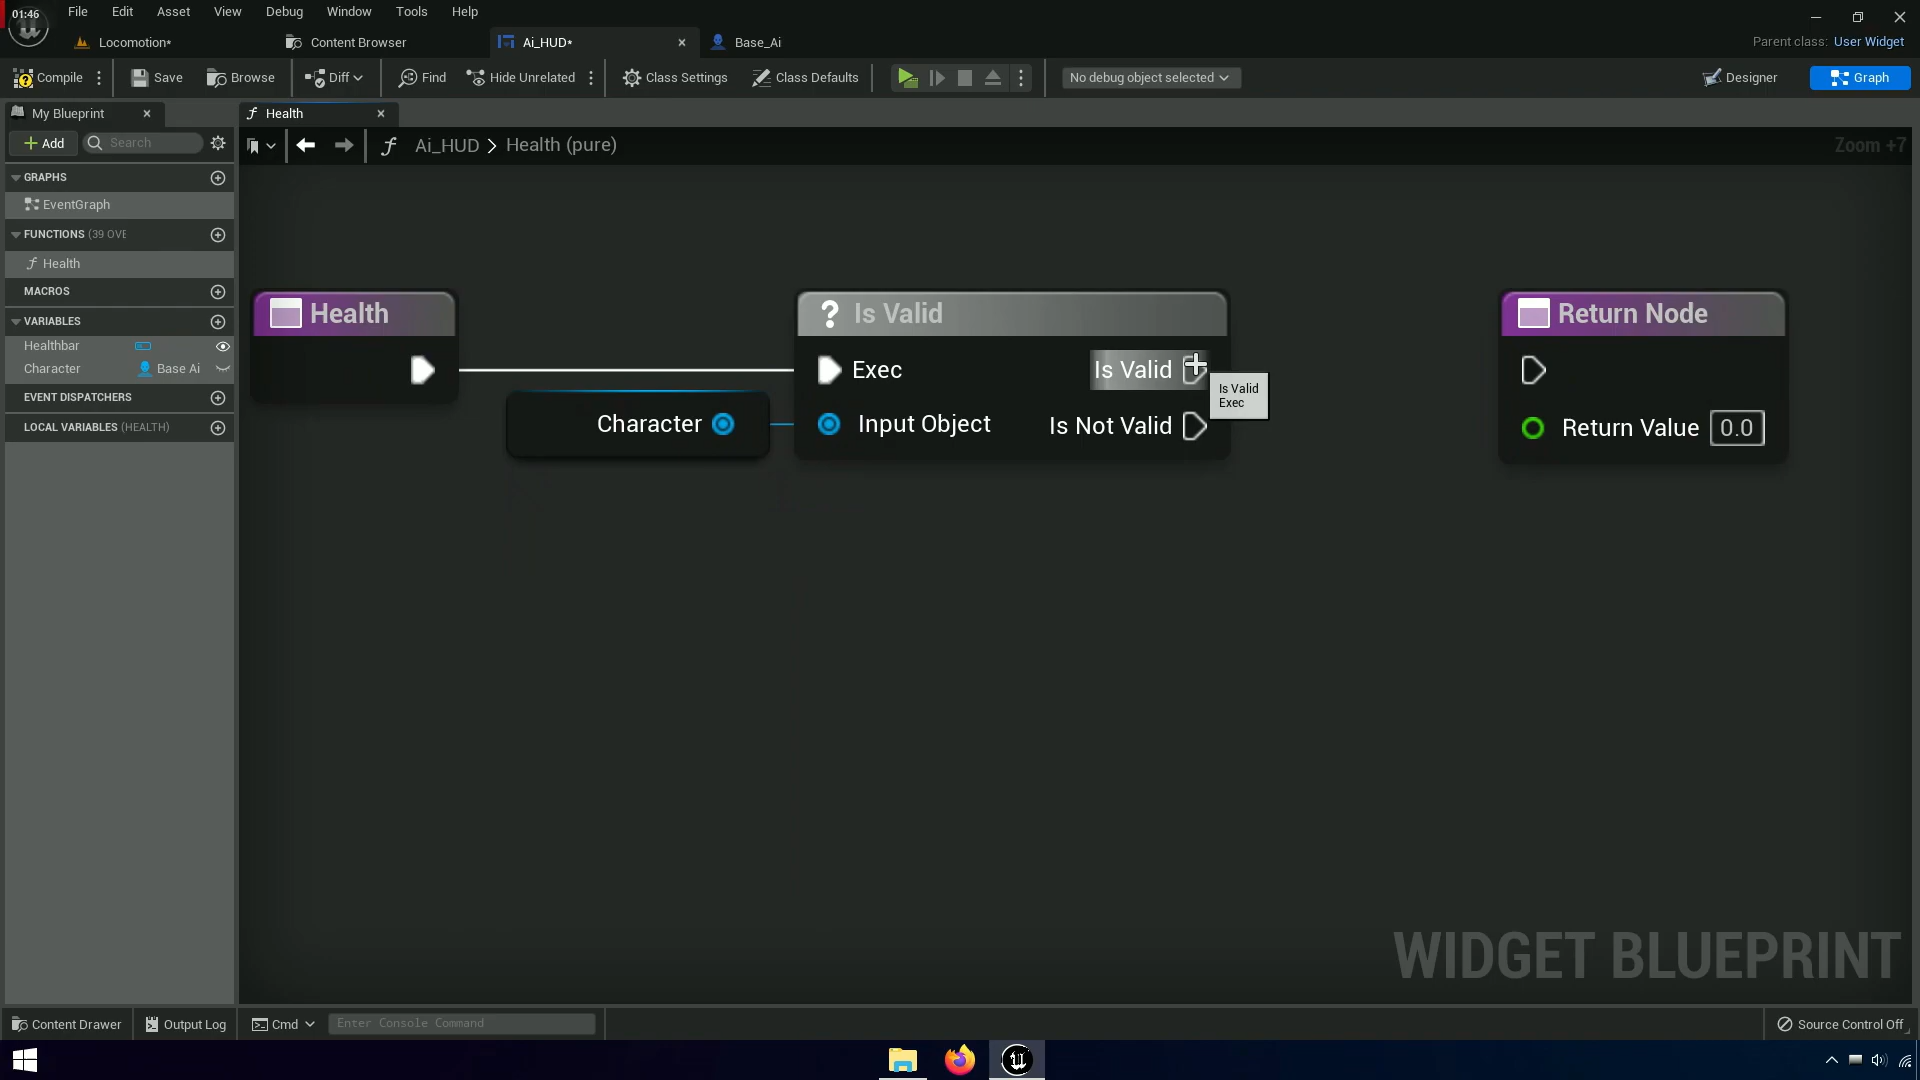 01:46
File Edit Asset View Debug Window Tools Help
Locomotion* Content Browser Ai_HUD* Base_Ai
Parent class: User Widget
Compile Save Browse Diff Find Hide Unrelated Class Settings Class Defaults No debug object selected Designer Graph
My Blueprint
Health
Add Search
Ai_HUD > Health (pure)
Zoom +7
GRAPHS
EventGraph
FUNCTIONS (39 OVE
Health
MACROS
VARIABLES
Healthbar
Character Base Ai
EVENT DISPATCHERS
LOCAL VARIABLES (HEALTH)
Health
Character
? Is Valid
Exec Is Valid
Input Object Is Not Valid
Is Valid
Exec
Return Node
Return Value 0.0
WIDGET BLUEPRINT
Content Drawer Output Log Cmd Enter Console Command Source Control Off